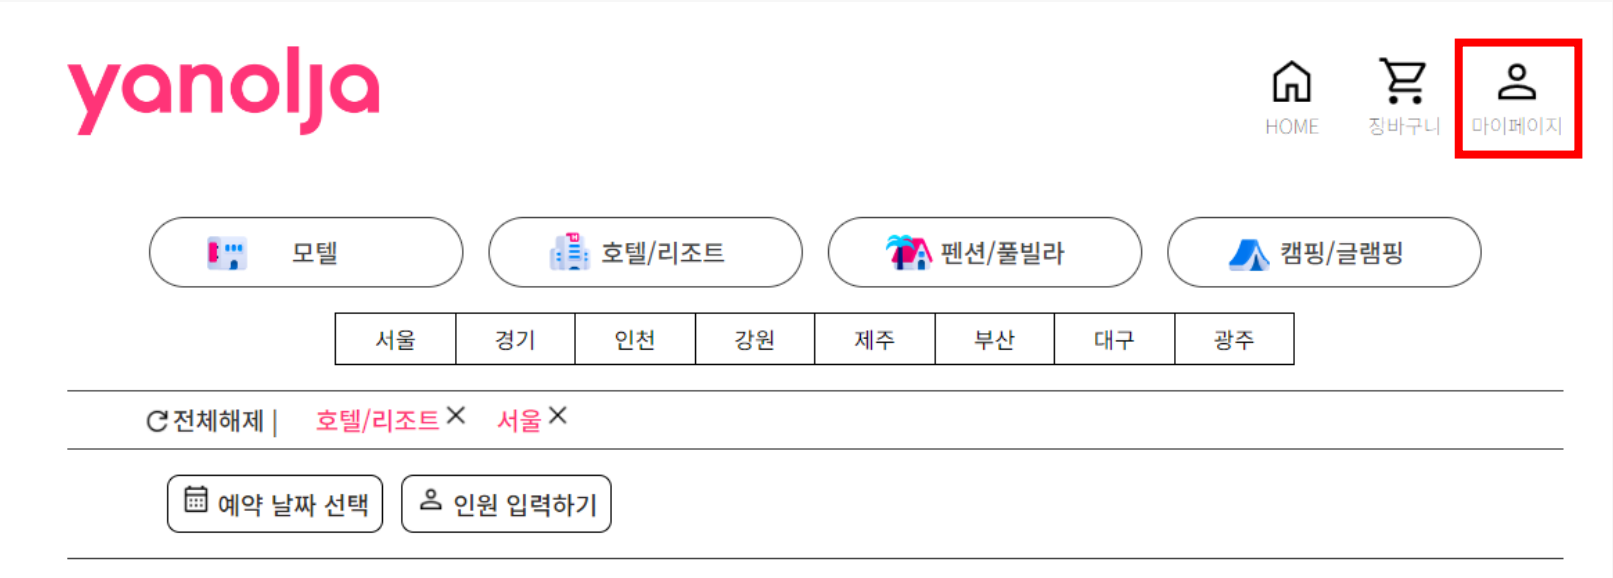 yanolja
HOME 장바구니 마이페이지
모텔 호텔/리조트 펜션/풀빌라 캠핑/글램핑
서울 경기 인천 강원 제주 부산 대구 광주
전체해제 | 호텔/리조트 서울
예약 날짜 선택 인원 입력하기